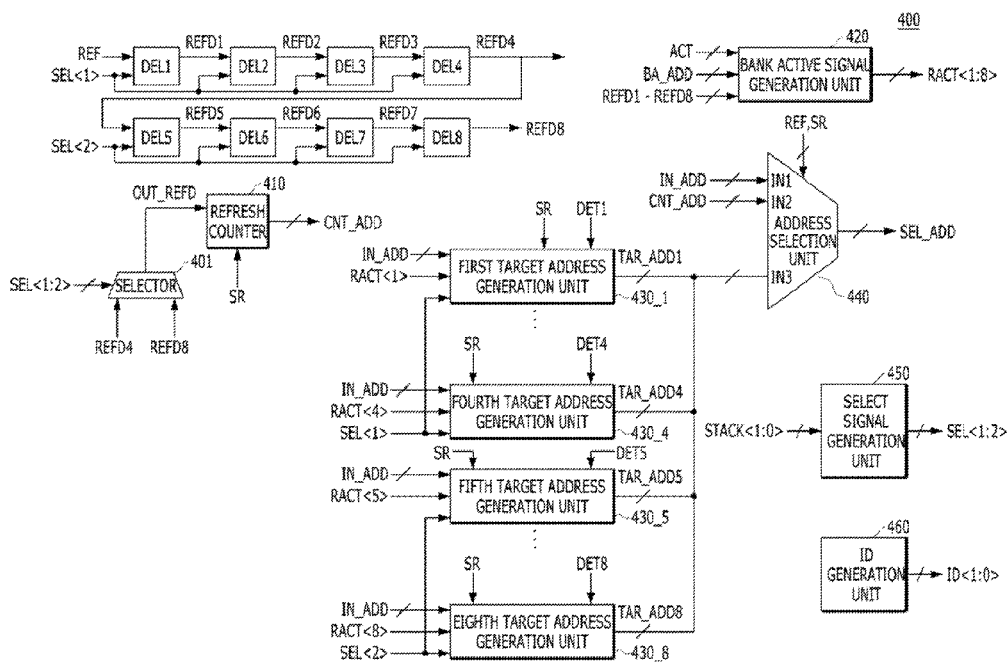 400
REF
SEL<1>
DEL1
REFD1
DEL2
REFD2
DEL3
REFD3
DEL4
REFD4
SEL<2>
DEL5
REFD5
DEL6
REFD6
DEL7
REFD7
DEL8
REFD8
ACT
BA_ADD
REFD1 - REFD8
420
BANK ACTIVE SIGNAL
GENERATION UNIT
RACT<1:8>
OUT_REFD
410
REFRESH
COUNTER
CNT_ADD
SR
SEL<1:2>
401
SELECTOR
REFD4
REFD8
REF,SR
IN_ADD
CNT_ADD
IN1
IN2
IN3
ADDRESS
SELECTION
UNIT
SEL_ADD
440
SR
DET1
IN_ADD
RACT<1>
FIRST TARGET ADDRESS
GENERATION UNIT
TAR_ADD1
430_1
SR
DET4
IN_ADD
RACT<4>
SEL<1>
FOURTH TARGET ADDRESS
GENERATION UNIT
TAR_ADD4
430_4
SR
DET5
IN_ADD
RACT<5>
FIFTH TARGET ADDRESS
GENERATION UNIT
TAR_ADD5
430_5
SR
DET8
IN_ADD
RACT<8>
SEL<2>
EIGHTH TARGET ADDRESS
GENERATION UNIT
TAR_ADD8
430_8
450
STACK<1:0>
SELECT
SIGNAL
GENERATION
UNIT
SEL<1:2>
460
ID
GENERATION
UNIT
ID<1:0>